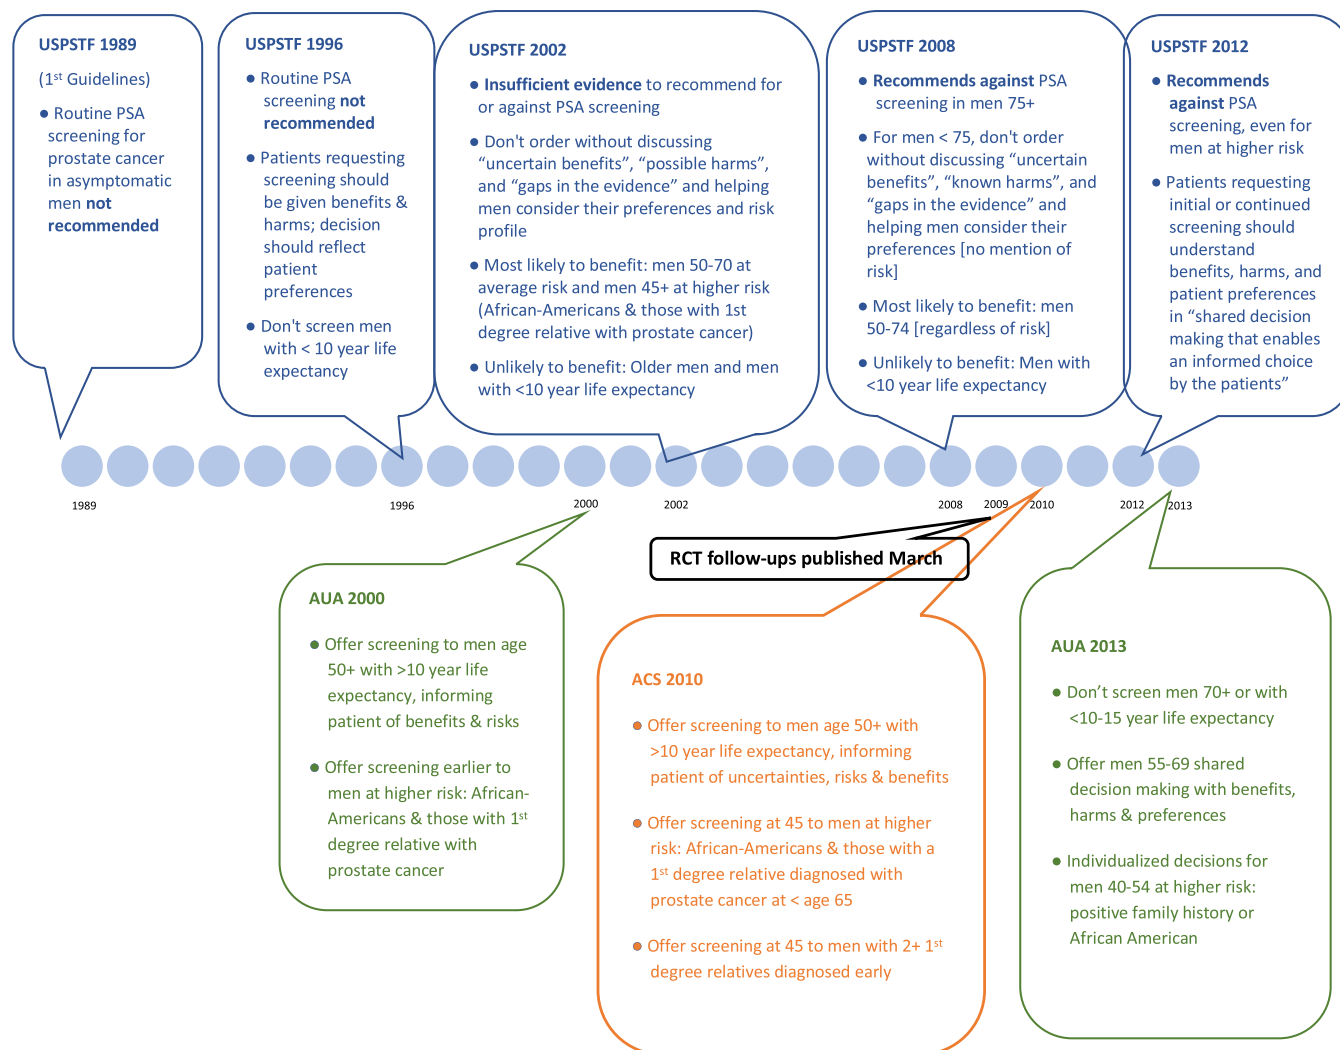 USPSTF 1989
(1st Guidelines)
● Routine PSA
screening for
prostate cancer
in asymptomatic
men not
recommended
USPSTF 1996
● Routine PSA
screening not
recommended
● Patients requesting
screening should
be given benefits &
harms; decision
should reflect
patient
preferences
● Don't screen men
with < 10 year life
expectancy
USPSTF 2002
● Insufficient evidence to recommend for
or against PSA screening
● Don't order without discussing
“uncertain benefits”, “possible harms”,
and “gaps in the evidence” and helping
men consider their preferences and risk
profile
● Most likely to benefit: men 50-70 at
average risk and men 45+ at higher risk
(African-Americans & those with 1st
degree relative with prostate cancer)
● Unlikely to benefit: Older men and men
with <10 year life expectancy
USPSTF 2008
● Recommends against PSA
screening in men 75+
● For men < 75, don't order
without discussing “uncertain
benefits”, “known harms”, and
“gaps in the evidence” and
helping men consider their
preferences [no mention of
risk]
● Most likely to benefit: men
50-74 [regardless of risk]
● Unlikely to benefit: Men with
<10 year life expectancy
USPSTF 2012
● Recommends
against PSA
screening, even for
men at higher risk
● Patients requesting
initial or continued
screening should
understand
benefits, harms, and
patient preferences
in “shared decision
making that enables
an informed choice
by the patients”
1989
1996
2000
2002
2008
2009
2010
2012
2013
RCT follow-ups published March
AUA 2000
● Offer screening to men age
50+ with >10 year life
expectancy, informing
patient of benefits & risks
● Offer screening earlier to
men at higher risk: African-
Americans & those with 1st
degree relative with
prostate cancer
ACS 2010
● Offer screening to men age 50+ with
>10 year life expectancy, informing
patient of uncertainties, risks & benefits
● Offer screening at 45 to men at higher
risk: African-Americans & those with a
1st degree relative diagnosed with
prostate cancer at < age 65
● Offer screening at 45 to men with 2+ 1st
degree relatives diagnosed early
AUA 2013
● Don’t screen men 70+ or with
<10-15 year life expectancy
● Offer men 55-69 shared
decision making with benefits,
harms & preferences
● Individualized decisions for
men 40-54 at higher risk:
positive family history or
African American